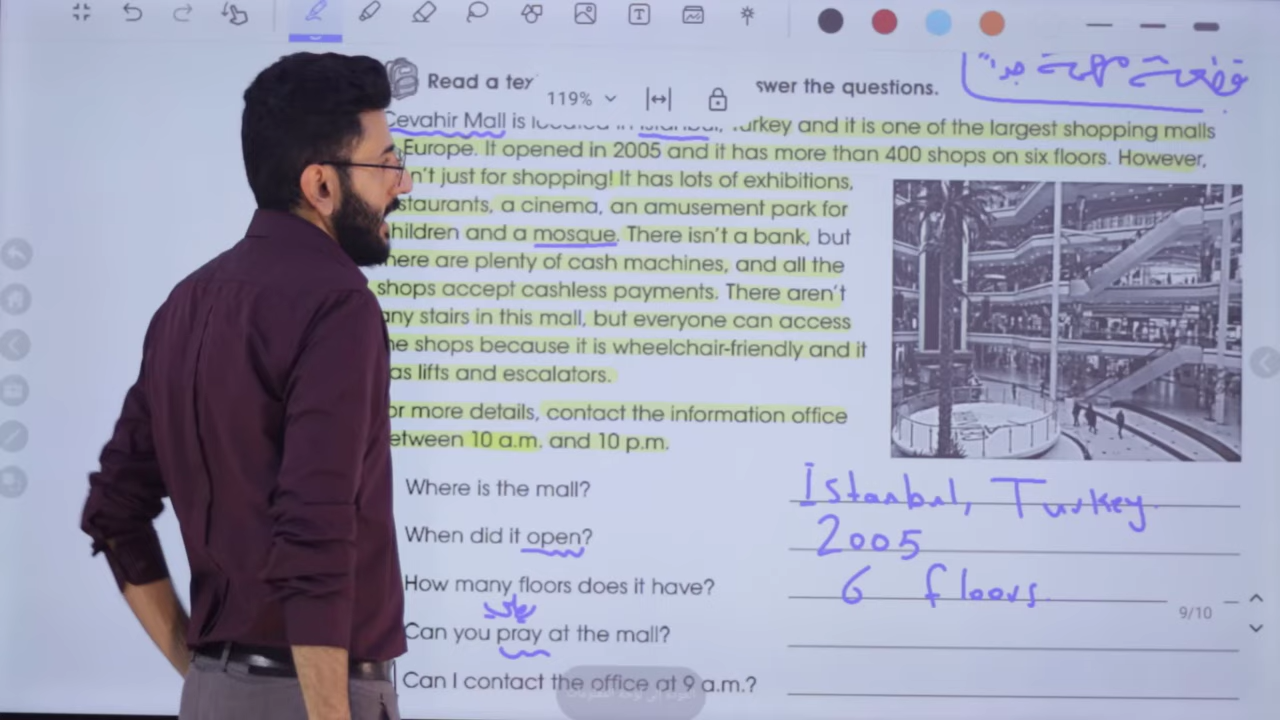 Read a tex swer the questions.
قطعة مهمة جداً
119%
Cevahir Mall is located in Istanbul, Turkey and it is one of the largest shopping malls
Europe. It opened in 2005 and it has more than 400 shops on six floors. However,
n't just for shopping! It has lots of exhibitions,
staurants, a cinema, an amusement park for
hildren and a mosque. There isn't a bank, but
here are plenty of cash machines, and all the
shops accept cashless payments. There aren't
any stairs in this mall, but everyone can access
he shops because it is wheelchair-friendly and it
as lifts and escalators.
or more details, contact the information office
etween 10 a.m. and 10 p.m.
Where is the mall? Istanbul, Turkey
When did it open? 2005
How many floors does it have? 6 floors
9/10
Can you pray at the mall?
Can I contact the office at 9 a.m.?